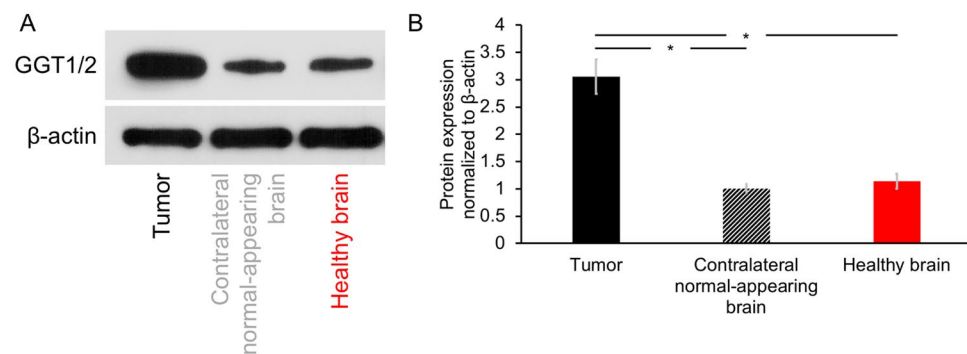 A
GGT1/2
β-actin
Tumor
Contralateral
normal-appearing
brain
Healthy brain
B
Protein expression
normalized to β-actin
4
3.5
3
2.5
2
1.5
1
0.5
0
*
*
Tumor
Contralateral
normal-appearing
brain
Healthy brain